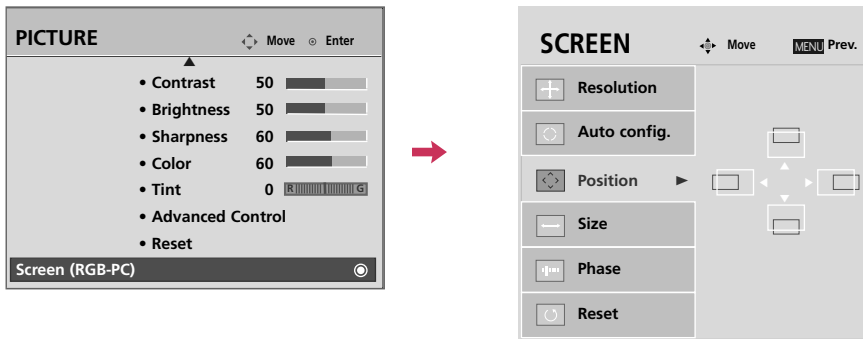 PICTURE
Move Enter
• Contrast 50
• Brightness 50
• Sharpness 60
• Color 60
• Tint 0 R G
• Advanced Control
• Reset
Screen (RGB-PC)
SCREEN
Move MENU Prev.
Resolution
Auto config.
Position
Size
Phase
Reset